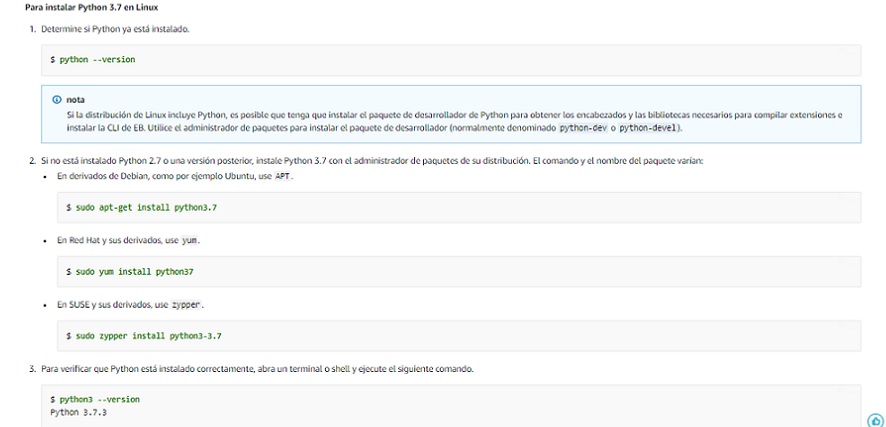 Para instalar Python 3.7 en Linux
1. Determine si Python ya está instalado.
$ python --version
nota
Si la distribución de Linux incluye Python, es posible que tenga que instalar el paquete de desarrollador de Python para obtener los encabezados y las bibliotecas necesarios para compilar extensiones e
instalar la CLI de EB. Utilice el administrador de paquetes para instalar el paquete de desarrollador (normalmente denominado python-dev o python-devel).
2. Si no está instalado Python 2.7 o una versión posterior, instale Python 3.7 con el administrador de paquetes de su distribución. El comando y el nombre del paquete varían:
• En derivados de Debian, como por ejemplo Ubuntu, use APT.
$ sudo apt-get install python3.7
• En Red Hat y sus derivados, use yum.
$ sudo yum install python37
• En SUSE y sus derivados, use zypper.
$ sudo zypper install python3-3.7
3. Para verificar que Python está instalado correctamente, abra un terminal o shell y ejecute el siguiente comando.
$ python3 --version
Python 3.7.3